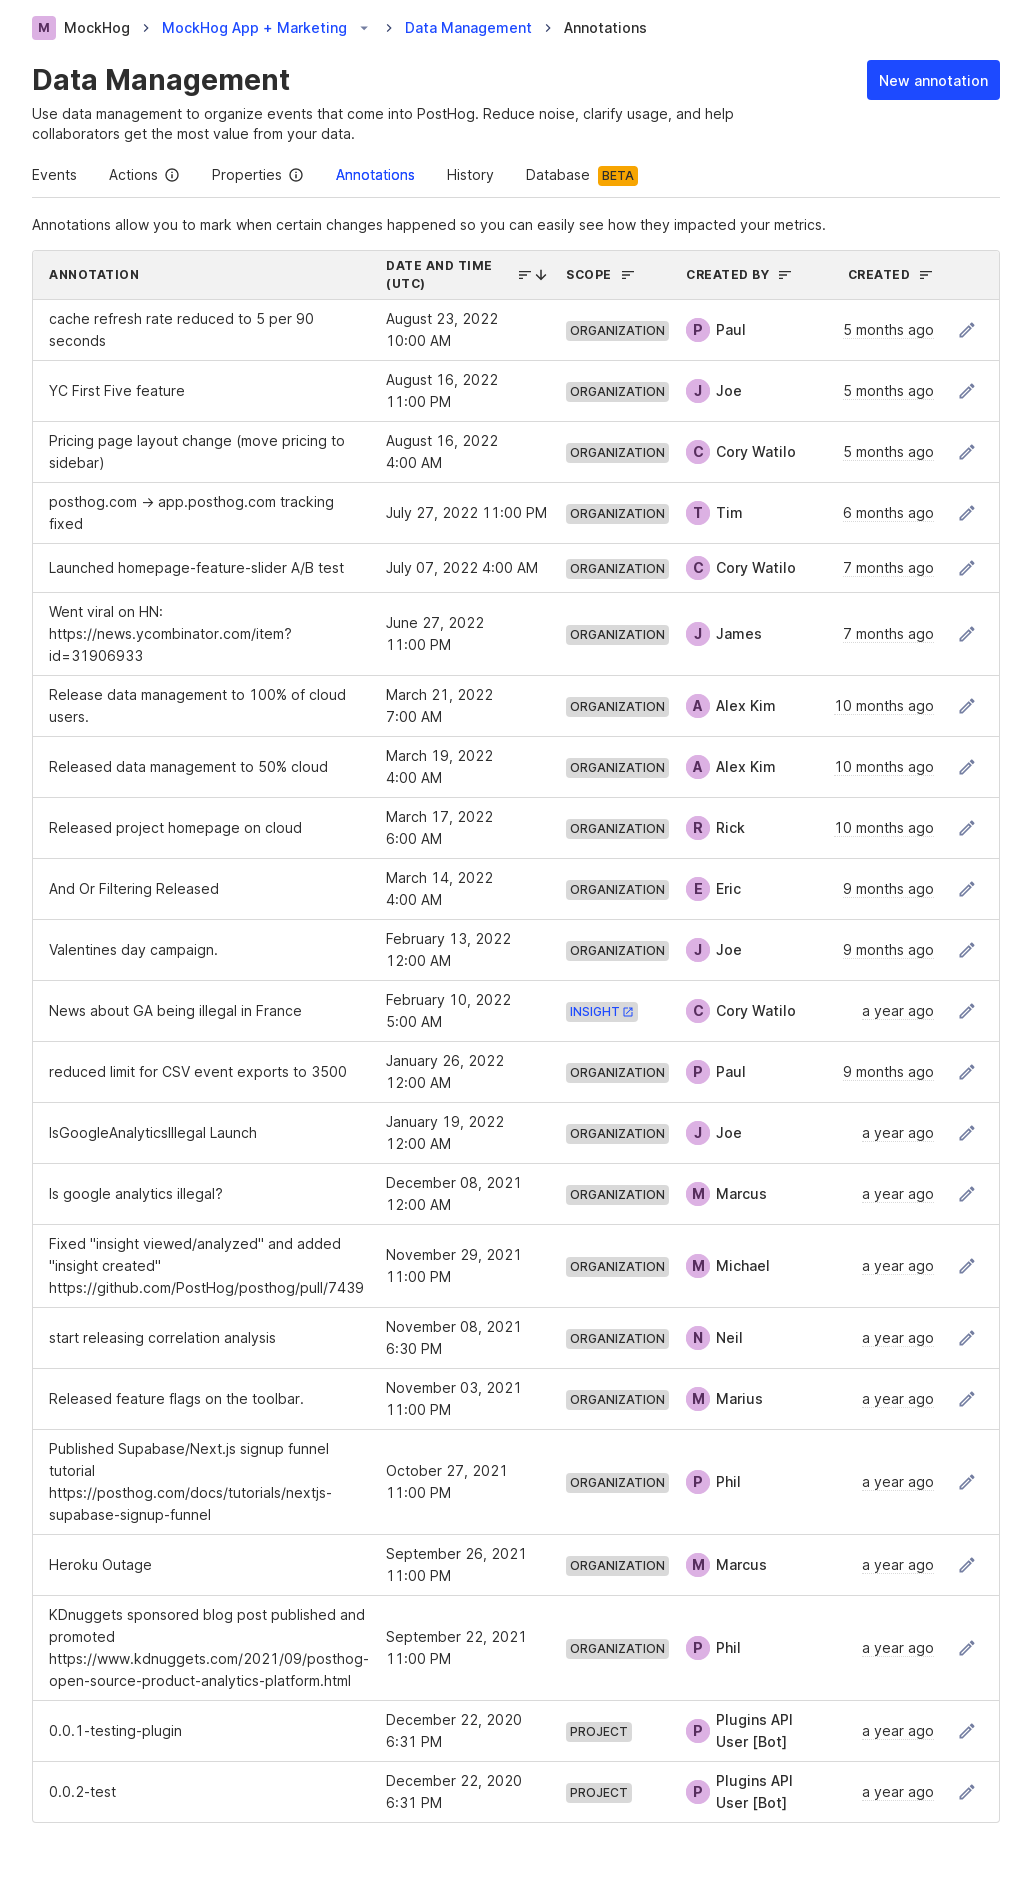 M MockHog > MockHog App + Marketing > Data Management > Annotations
Data Management
New annotation
Use data management to organize events that come into PostHog. Reduce noise, clarify usage, and help
collaborators get the most value from your data.
Events Actions Properties Annotations History Database BETA
Annotations allow you to mark when certain changes happened so you can easily see how they impacted your metrics.
ANNOTATION DATE AND TIME (UTC) SCOPE CREATED BY CREATED
cache refresh rate reduced to 5 per 90
seconds
August 23, 2022
10:00 AM
ORGANIZATION P Paul 5 months ago
YC First Five feature
August 16, 2022
11:00 PM
ORGANIZATION J Joe 5 months ago
Pricing page layout change (move pricing to
sidebar)
August 16, 2022
4:00 AM
ORGANIZATION C Cory Watilo 5 months ago
posthog.com → app.posthog.com tracking
fixed
July 27, 2022 11:00 PM
ORGANIZATION T Tim 6 months ago
Launched homepage-feature-slider A/B test
July 07, 2022 4:00 AM
ORGANIZATION C Cory Watilo 7 months ago
Went viral on HN:
https://news.ycombinator.com/item?
id=31906933
June 27, 2022
11:00 PM
ORGANIZATION J James 7 months ago
Release data management to 100% of cloud
users.
March 21, 2022
7:00 AM
ORGANIZATION A Alex Kim 10 months ago
Released data management to 50% cloud
March 19, 2022
4:00 AM
ORGANIZATION A Alex Kim 10 months ago
Released project homepage on cloud
March 17, 2022
6:00 AM
ORGANIZATION R Rick 10 months ago
And Or Filtering Released
March 14, 2022
4:00 AM
ORGANIZATION E Eric 9 months ago
Valentines day campaign.
February 13, 2022
12:00 AM
ORGANIZATION J Joe 9 months ago
News about GA being illegal in France
February 10, 2022
5:00 AM
INSIGHT C Cory Watilo a year ago
reduced limit for CSV event exports to 3500
January 26, 2022
12:00 AM
ORGANIZATION P Paul 9 months ago
IsGoogleAnalyticsIllegal Launch
January 19, 2022
12:00 AM
ORGANIZATION J Joe a year ago
Is google analytics illegal?
December 08, 2021
12:00 AM
ORGANIZATION M Marcus a year ago
Fixed "insight viewed/analyzed" and added
"insight created"
https://github.com/PostHog/posthog/pull/7439
November 29, 2021
11:00 PM
ORGANIZATION M Michael a year ago
start releasing correlation analysis
November 08, 2021
6:30 PM
ORGANIZATION N Neil a year ago
Released feature flags on the toolbar.
November 03, 2021
11:00 PM
ORGANIZATION M Marius a year ago
Published Supabase/Next.js signup funnel
tutorial
https://posthog.com/docs/tutorials/nextjs-
supabase-signup-funnel
October 27, 2021
11:00 PM
ORGANIZATION P Phil a year ago
Heroku Outage
September 26, 2021
11:00 PM
ORGANIZATION M Marcus a year ago
KDnuggets sponsored blog post published and
promoted
https://www.kdnuggets.com/2021/09/posthog-
open-source-product-analytics-platform.html
September 22, 2021
11:00 PM
ORGANIZATION P Phil a year ago
0.0.1-testing-plugin
December 22, 2020
6:31 PM
PROJECT P Plugins API
User [Bot]
a year ago
0.0.2-test
December 22, 2020
6:31 PM
PROJECT P Plugins API
User [Bot]
a year ago